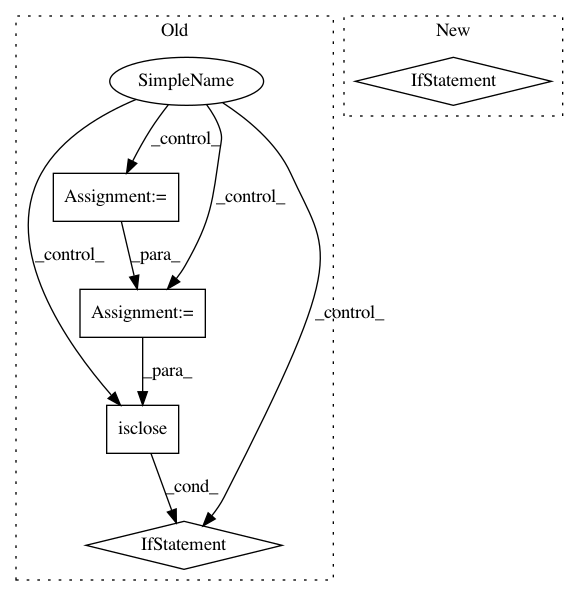 Old
New
SimpleName
IfStatement
_control_
Assignment:=
_control_
_control_
_para_
Assignment:=
_control_
_para_
isclose
_cond_
IfStatement